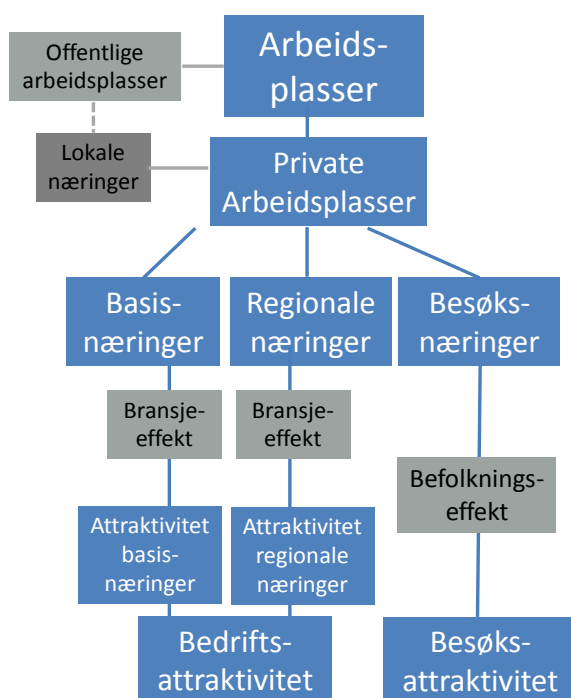 Offentlige
arbeidsplasser
Arbeids-
plasser
Lokale
næringer
Private
Arbeidsplasser
Basis-
næringer
Regionale
næringer
Besøks-
næringer
Bransje-
effekt
Bransje-
effekt
Befolknings-
effekt
Attraktivitet
basis-
næringer
Attraktivitet
regionale
næringer
Bedrifts-
attraktivitet
Besøks-
attraktivitet